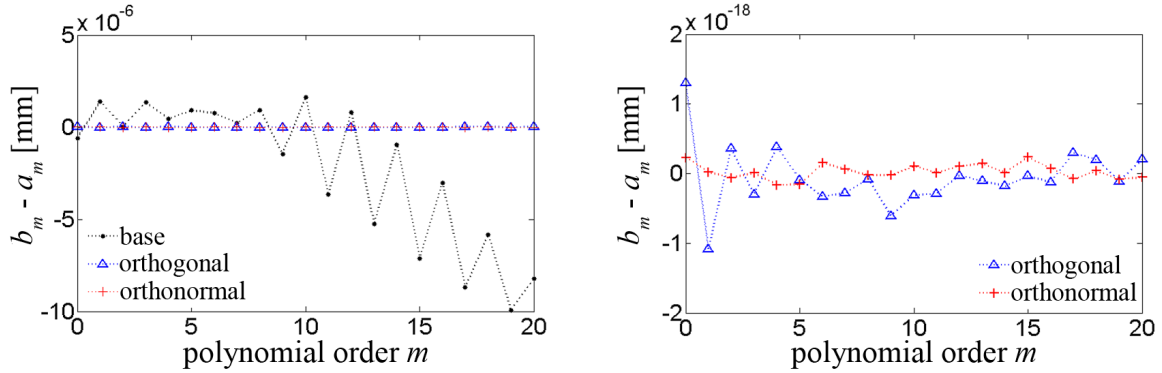 5 x 10^-6
0
-5
-10
b_m - a_m [mm]
base
orthogonal
orthonormal
0 5 10 15 20
polynomial order m
2 x 10^-18
1
0
-1
-2
b_m - a_m [mm]
orthogonal
orthonormal
0 5 10 15 20
polynomial order m